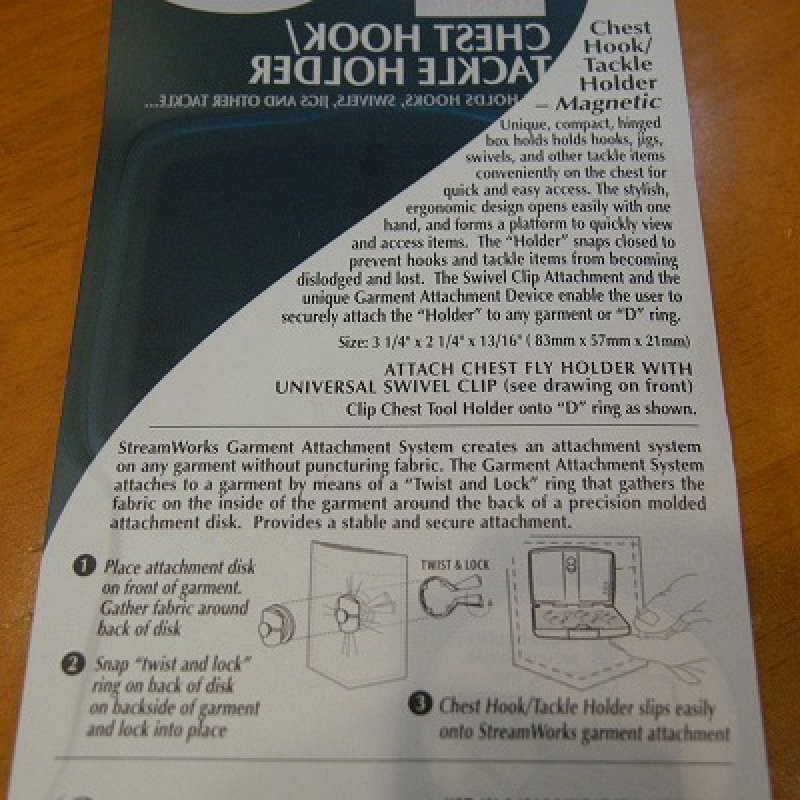 CHEST HOOK/
TACKLE HOLDER
HOLDS HOOKS, SWIVELS, JIGS AND OTHER TACKLE...
Chest
Hook/
Tackle
Holder
– Magnetic
Unique, compact, hinged
box holds holds hooks, jigs,
swivels, and other tackle items
conveniently on the chest for
quick and easy access. The stylish,
ergonomic design opens easily with one
hand, and forms a platform to quickly view
and access items. The "Holder" snaps closed to
prevent hooks and tackle items from becoming
dislodged and lost. The Swivel Clip Attachment and the
unique Garment Attachment Device enable the user to
securely attach the "Holder" to any garment or "D" ring.
Size: 3 1/4" x 2 1/4" x 13/16" ( 83mm x 57mm x 21mm)
ATTACH CHEST FLY HOLDER WITH
UNIVERSAL SWIVEL CLIP (see drawing on front)
Clip Chest Tool Holder onto "D" ring as shown.
StreamWorks Garment Attachment System creates an attachment system
on any garment without puncturing fabric. The Garment Attachment System
attaches to a garment by means of a "Twist and Lock" ring that gathers the
fabric on the inside of the garment around the back of a precision molded
attachment disk. Provides a stable and secure attachment.
1 Place attachment disk
on front of garment.
Gather fabric around
back of disk
TWIST & LOCK
2 Snap "twist and lock"
ring on back of disk
on backside of garment
and lock into place
3 Chest Hook/Tackle Holder slips easily
onto StreamWorks garment attachment